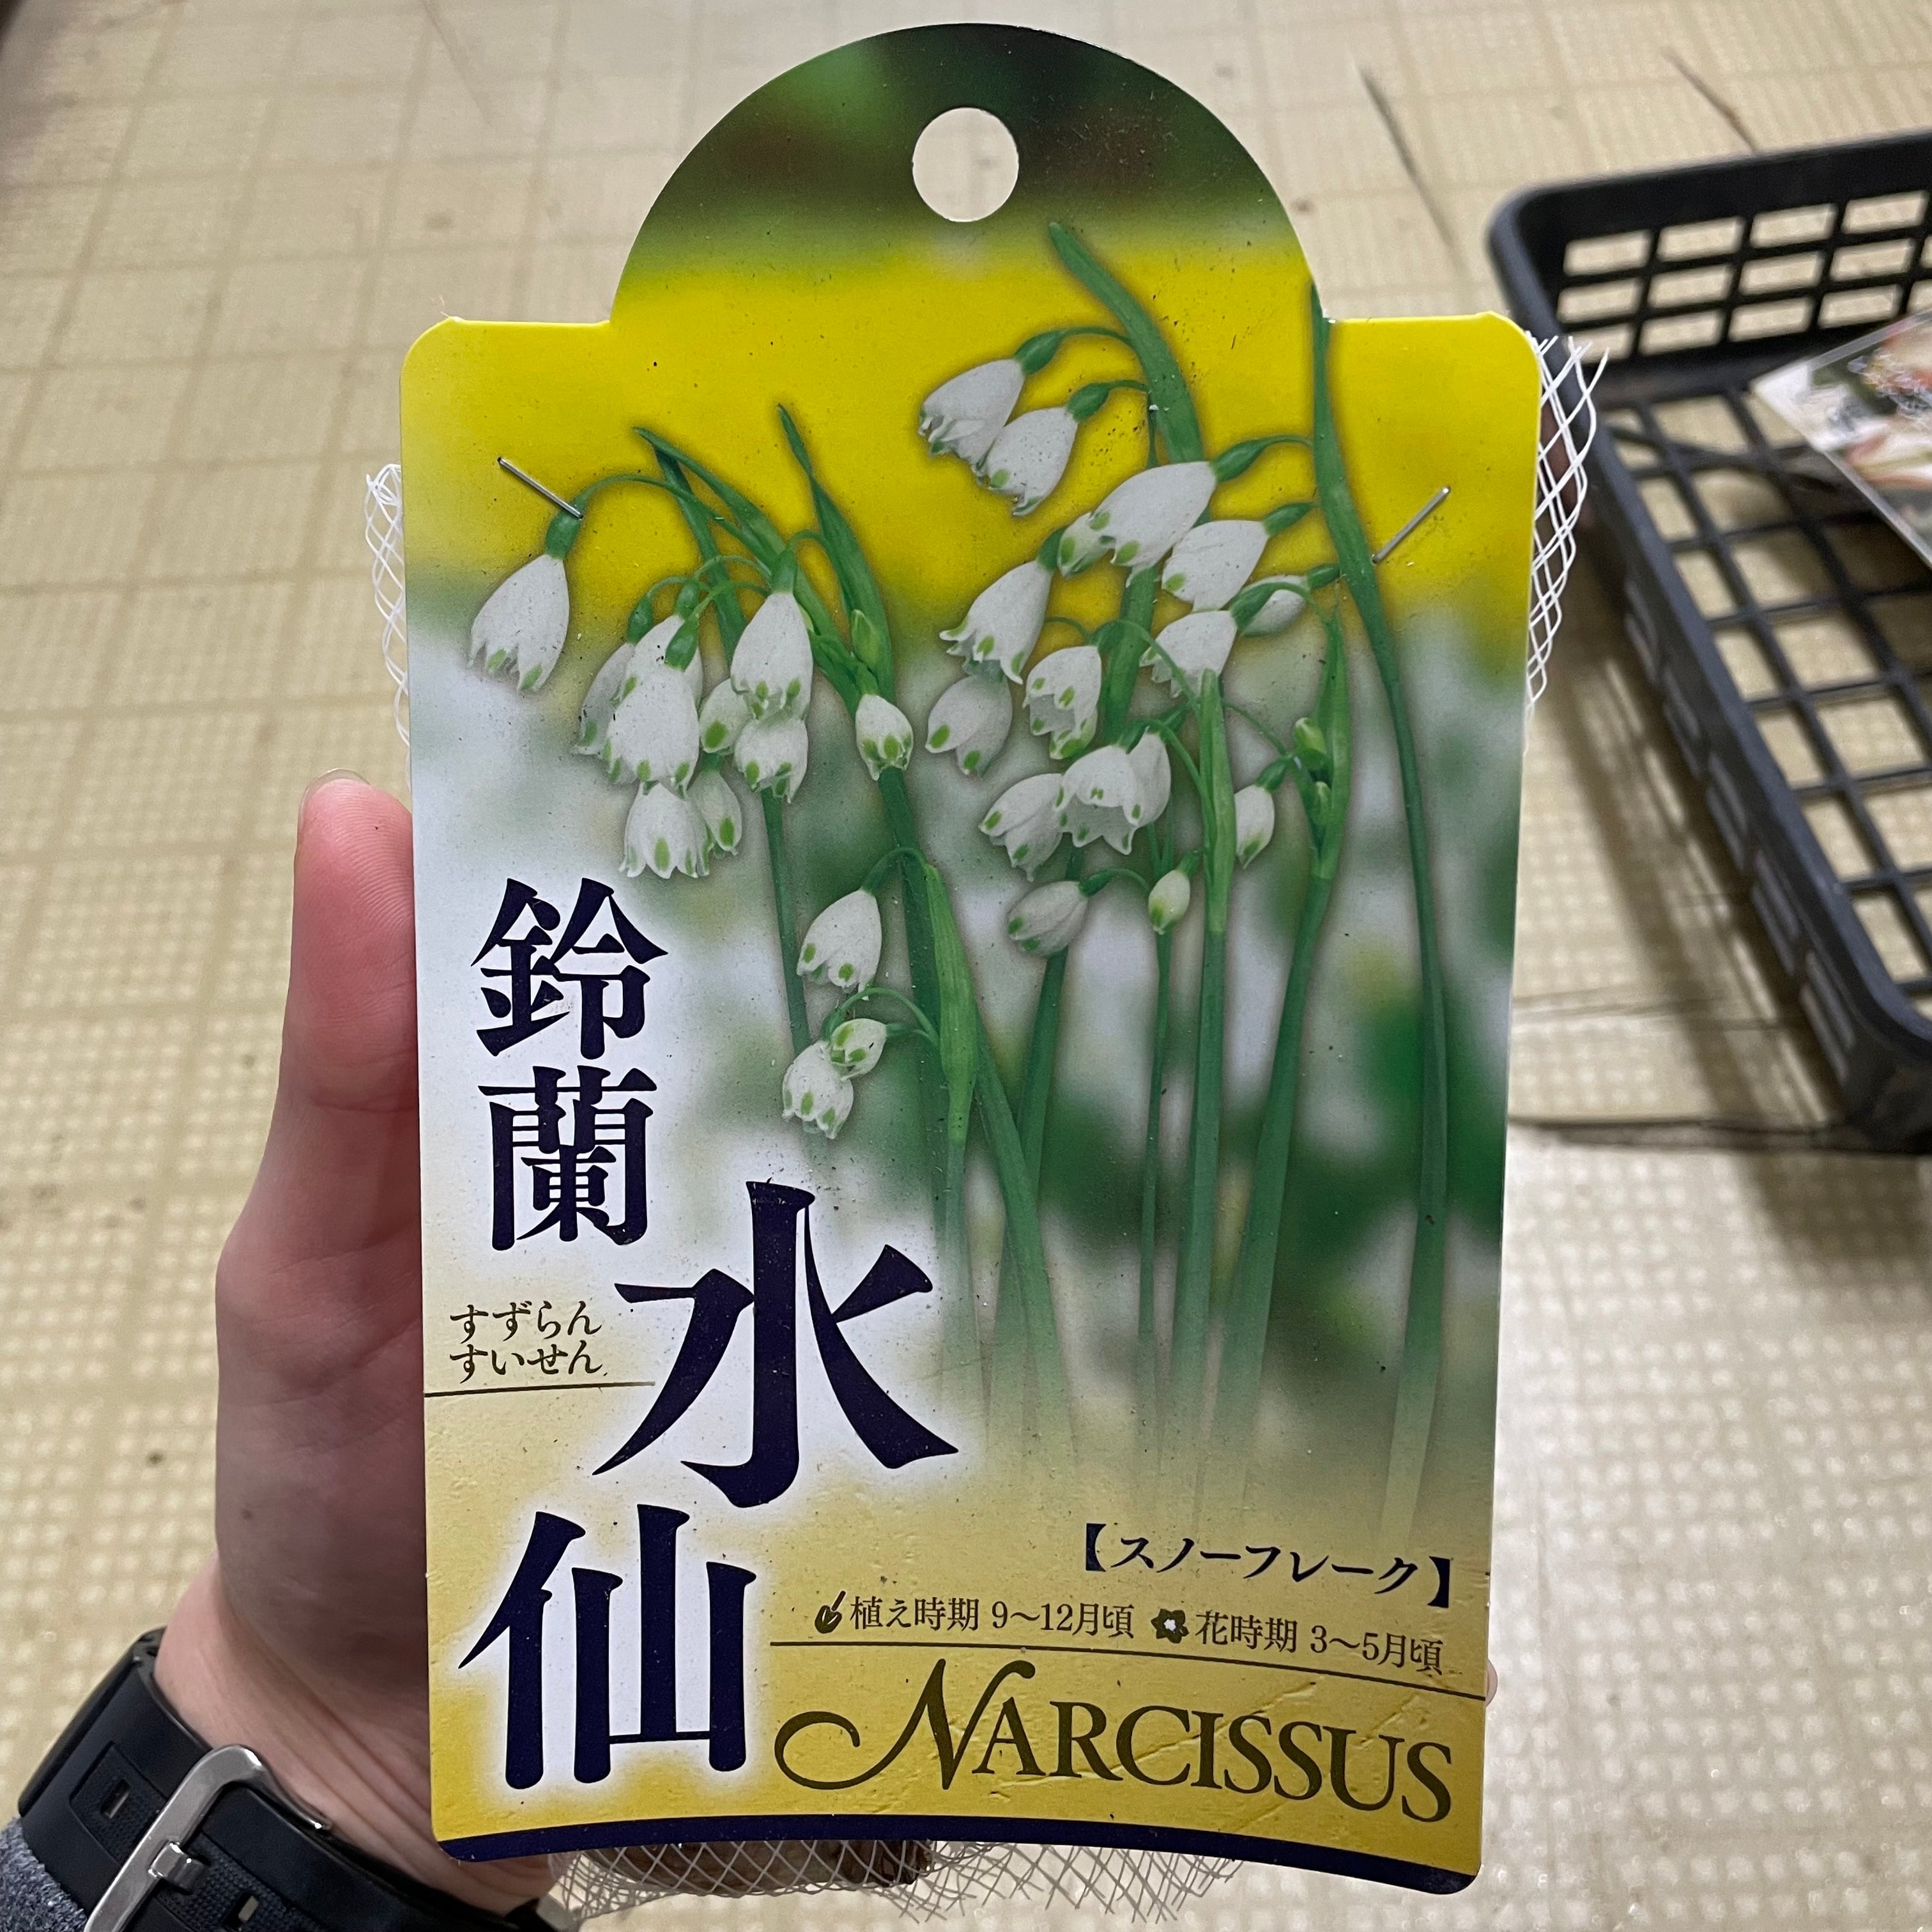 鈴蘭
水仙
すずらん
すいせん
【スノーフレーク】
植え時期 9～12月頃 花時期 3～5月頃
NARCISSUS